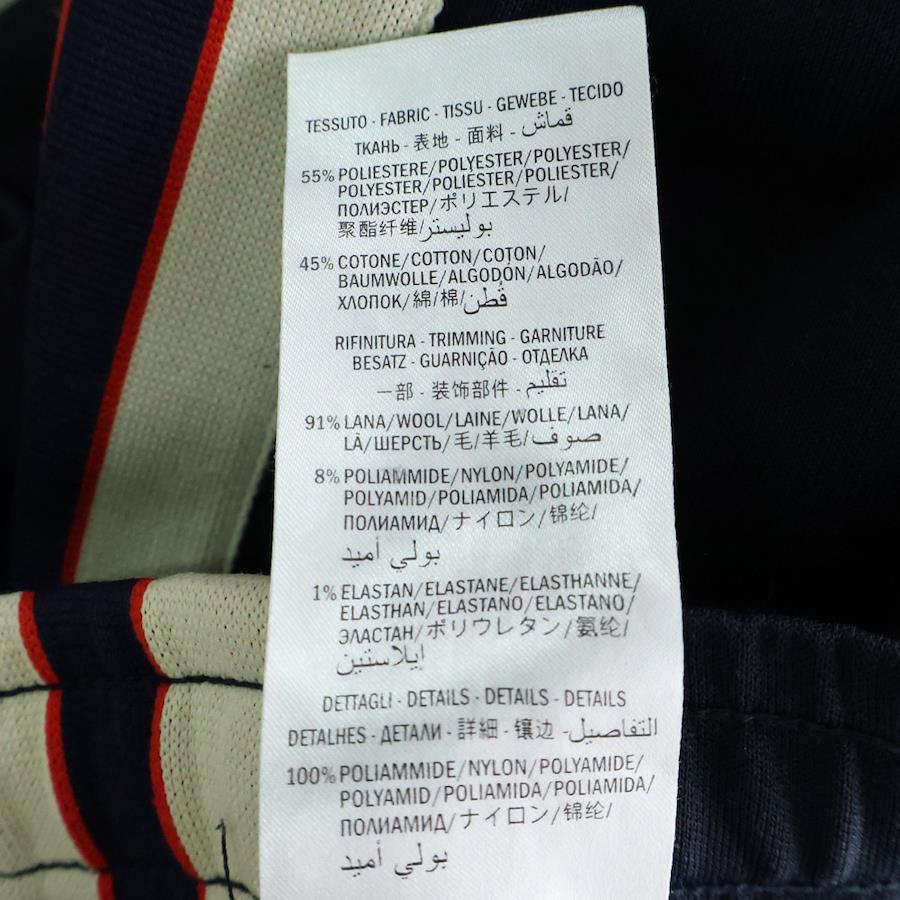 TESSUTO - FABRIC - TISSU - GEWEBE - TECIDO
ТКАНЬ - 表地 - 面料 - قماش
55% POLIESTERE/POLYESTER/POLYESTER/
POLYESTER/POLIÉSTER/POLIESTER/
ПОЛИЭСТЕР/ポリエステル/
聚酯纤维/بوليستر
45% COTONE/COTTON/COTON/
BAUMWOLLE/ALGODÓN/ALGODÃO/
ХЛОПОК/綿/棉/قطن
RIFINITURA - TRIMMING - GARNITURE
BESATZ - GUARNIÇÃO - ОТДЕЛКА
一部 - 装饰部件 - تقليم
91% LANA/WOOL/LAINE/WOLLE/LANA/
LÃ/ШЕРСТЬ/毛/羊毛/صوف
8% POLIAMMIDE/NYLON/POLYAMIDE/
POLYAMID/POLIAMIDA/POLIAMIDA/
ПОЛИАМИД/ナイロン/锦纶/
بولي أميد
1% ELASTAN/ELASTANE/ELASTHANNE/
ELASTHAN/ELASTANO/ELASTANO/
ЭЛАСТАН/ポリウレタン/氨纶/
إيلاستين
DETTAGLI - DETAILS - DETAILS - DETAILS
DETALHES - ДЕТАЛИ - 詳細 - 镶边 - التفاصيل
100% POLIAMMIDE/NYLON/POLYAMIDE/
POLYAMID/POLIAMIDA/POLIAMIDA/
ПОЛИАМИД/ナイロン/锦纶/
بولي أميد